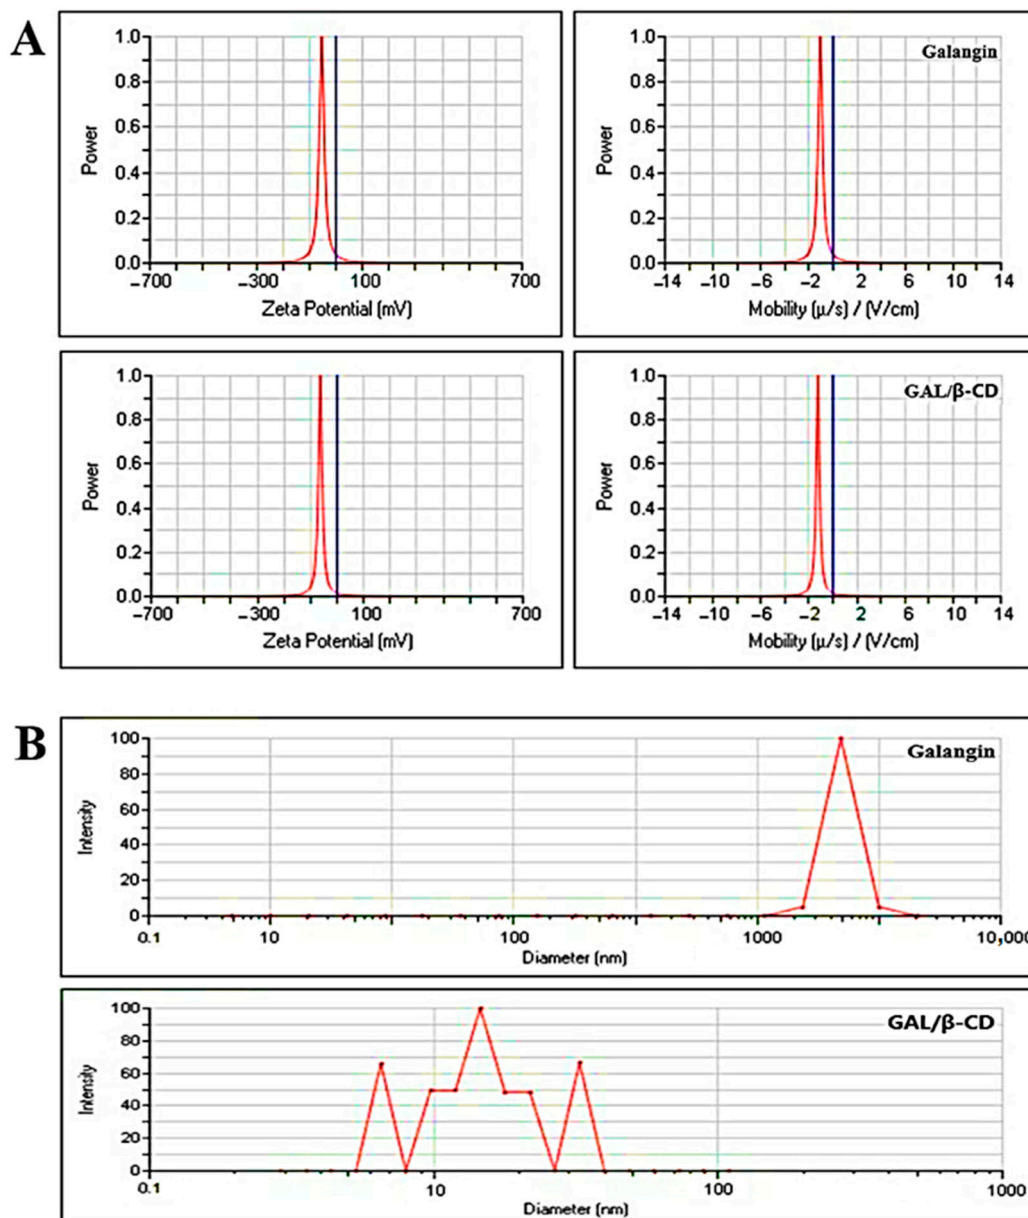 A
1.0
0.8
0.6
0.4
0.2
0.0
Power
–700 –300 100 700
Zeta Potential (mV)
Galangin
1.0
0.8
0.6
0.4
0.2
0.0
Power
–14 –10 –6 –2 2 6 10 14
Mobility (μ/s) / (V/cm)
1.0
0.8
0.6
0.4
0.2
0.0
Power
–700 –300 100 700
Zeta Potential (mV)
GAL/β-CD
1.0
0.8
0.6
0.4
0.2
0.0
Power
–14 –10 –6 –2 2 6 10 14
Mobility (μ/s) / (V/cm)
B
Galangin
100
80
60
40
20
0
Intensity
0.1 10 100 1000 10,000
Diameter (nm)
GAL/β-CD
100
80
60
40
20
0
Intensity
0.1 10 100 1000
Diameter (nm)